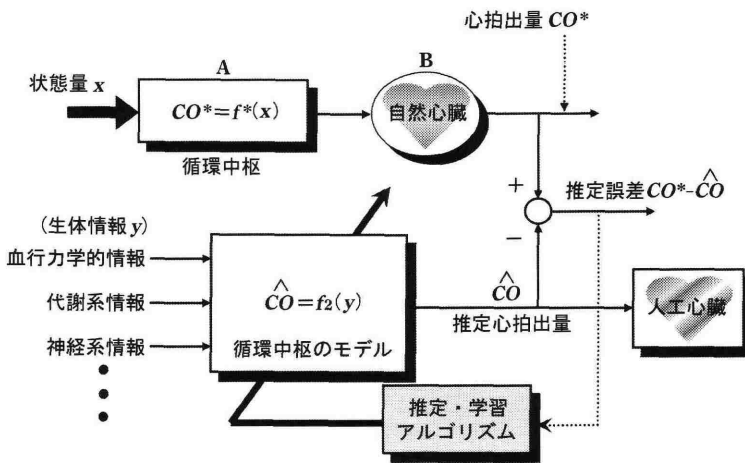 心拍出量 CO*
A
B
状態量 x
CO*=f*(x)
自然心臓
循環中枢
+
推定誤差 CO*-ĈO
−
(生体情報 y)
血行力学的情報
代謝系情報
神経系情報
ĈO=f2(y)
循環中枢のモデル
ĈO
推定心拍出量
人工心臓
推定・学習
アルゴリズム